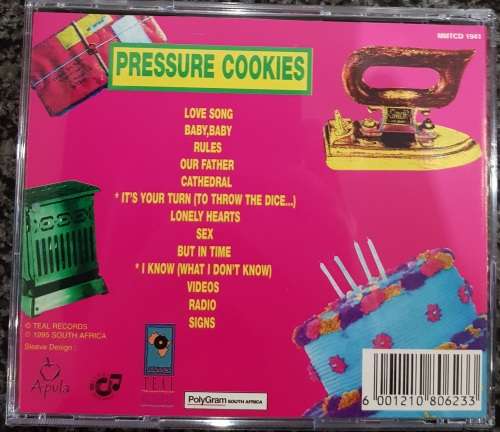 MMTCD 1941
PRESSURE COOKIES
LOVE SONG
BABY,BABY
RULES
OUR FATHER
CATHEDRAL
* IT'S YOUR TURN (TO THROW THE DICE...)
LONELY HEARTS
SEX
BUT IN TIME
* I KNOW (WHAT I DON'T KNOW)
VIDEOS
RADIO
SIGNS
© TEAL RECORDS
© 1995 SOUTH AFRICA
Sleeve Design :
Apula
TEAL
PolyGram SOUTH AFRICA
6 001210 806233